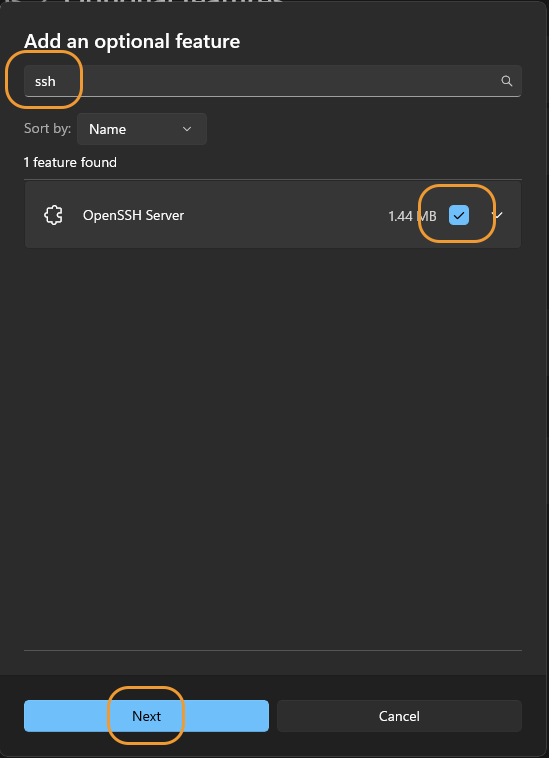 Add an optional feature
ssh
Sort by: Name
1 feature found
OpenSSH Server 1.44 MB
Next Cancel